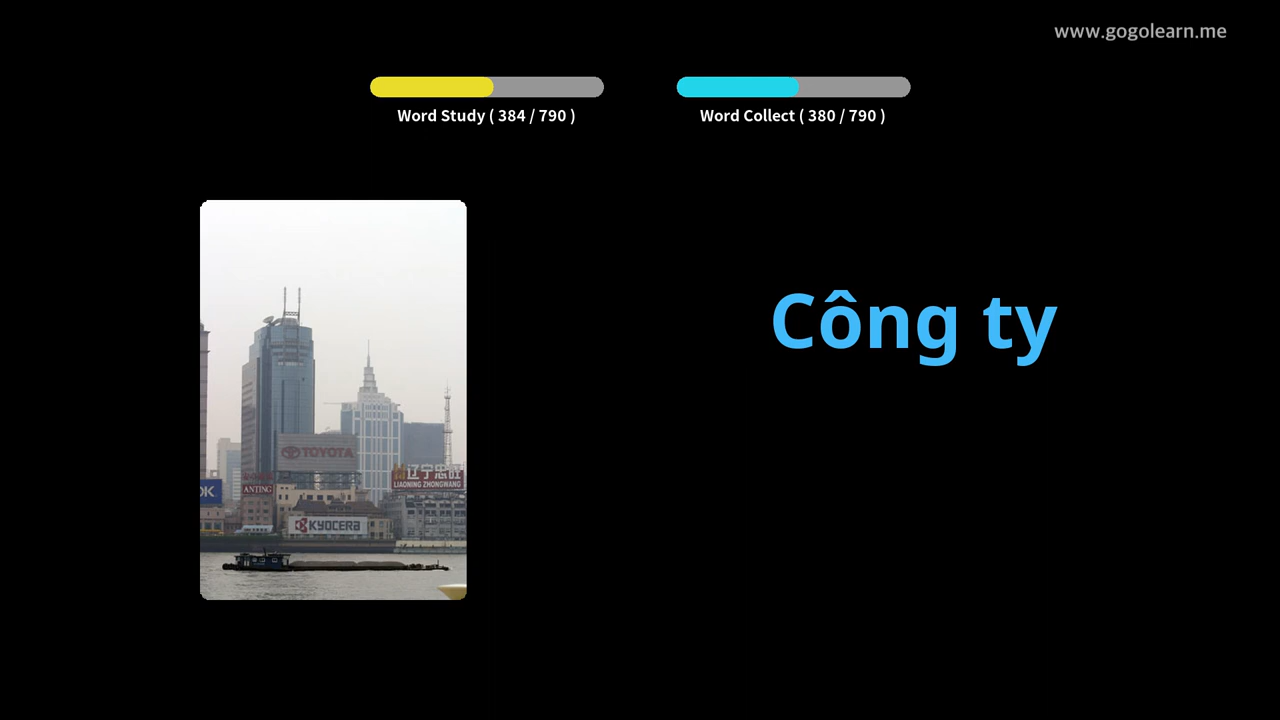 www.gogolearn.me
Word Study ( 384 / 790 )
Word Collect ( 380 / 790 )
Công ty
TOYOTA
辽宁忠旺
LIAONING ZHONGWANG
OK
ANTING
KYOCERA